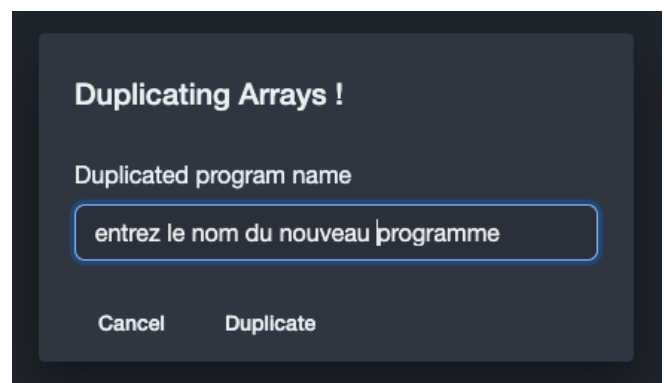 Duplicating Arrays !
Duplicated program name
entrez le nom du nouveau programme
Cancel Duplicate